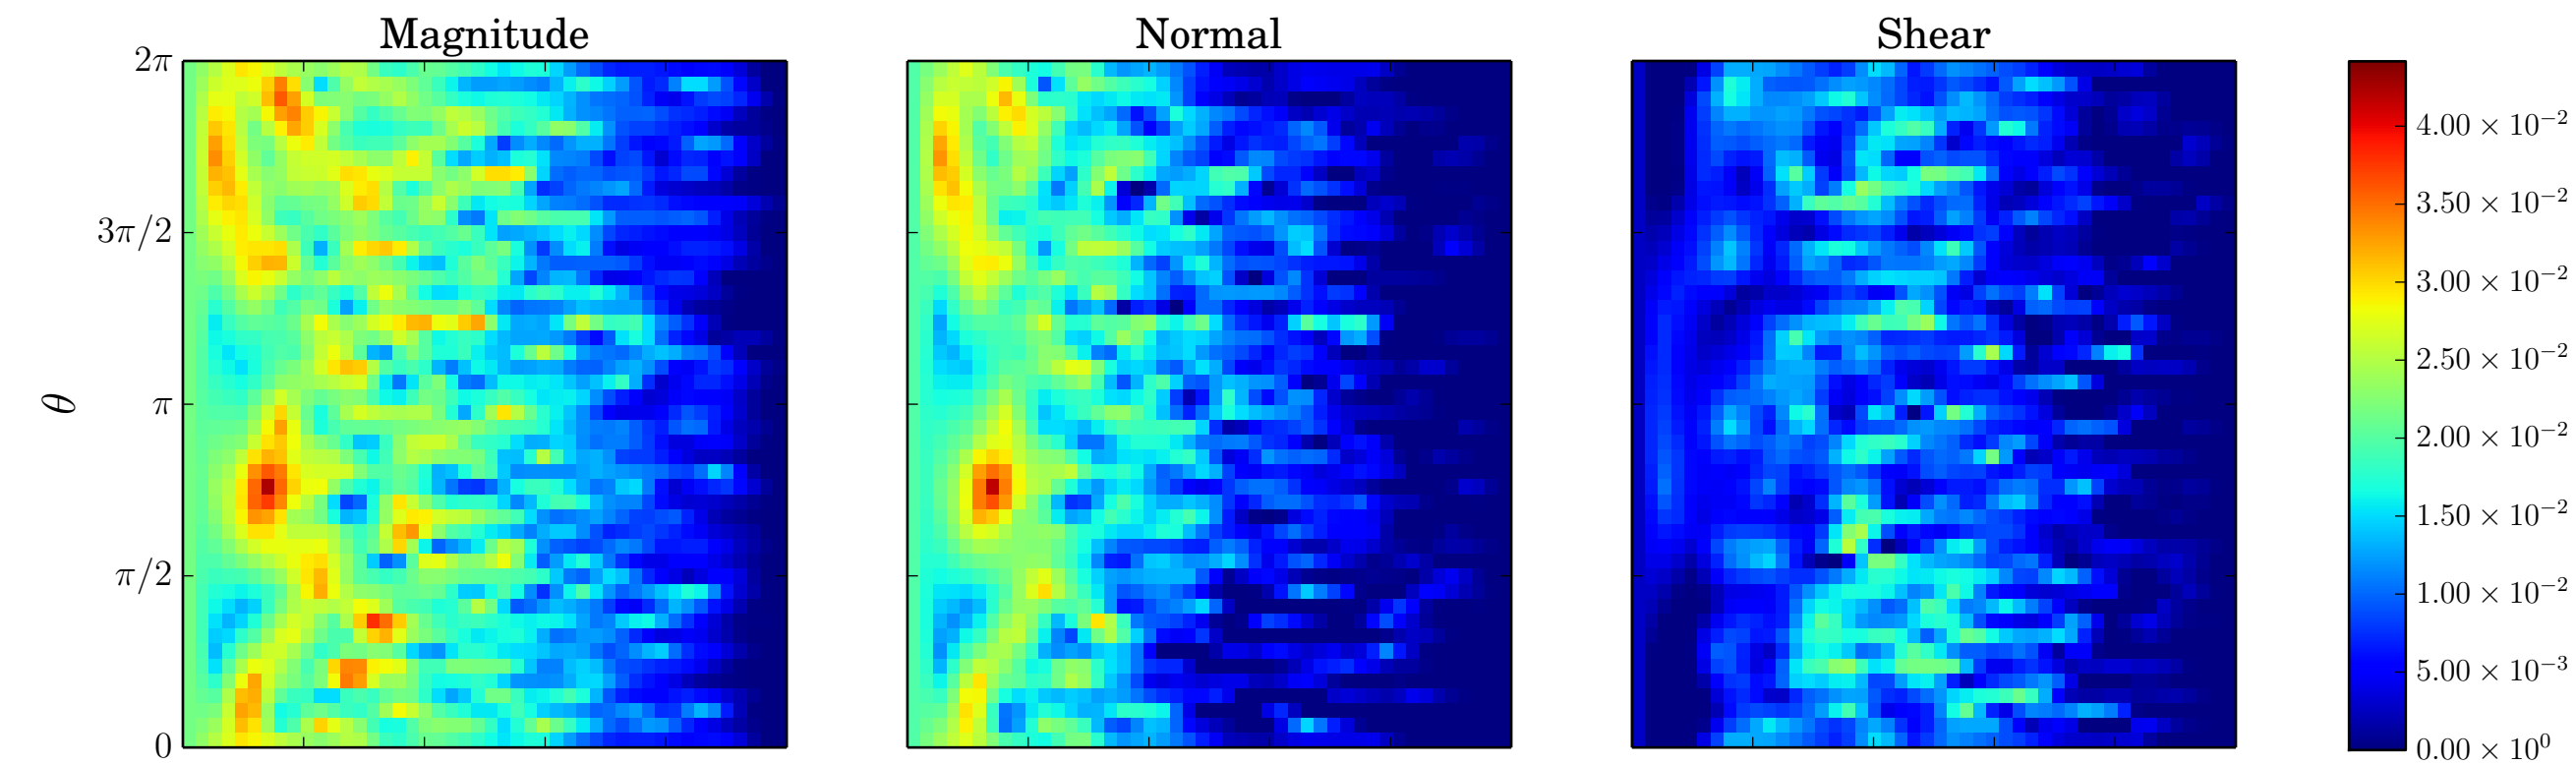 Magnitude
Normal
Shear
2π
3π/2
π
π/2
0
θ
4.00 × 10⁻²
3.50 × 10⁻²
3.00 × 10⁻²
2.50 × 10⁻²
2.00 × 10⁻²
1.50 × 10⁻²
1.00 × 10⁻²
5.00 × 10⁻³
0.00 × 10⁰